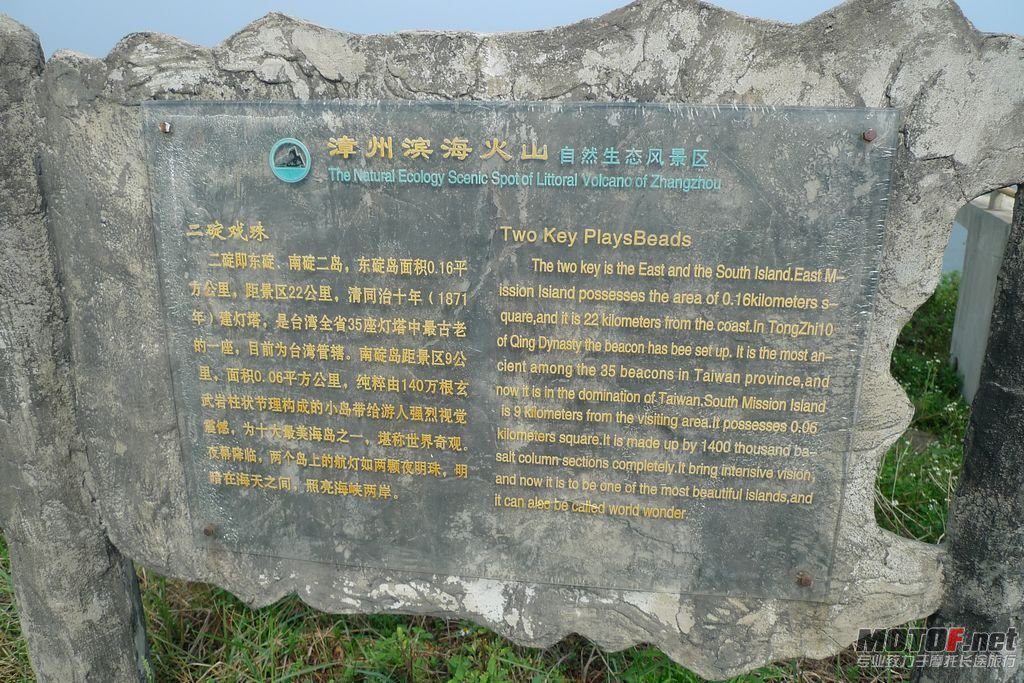 漳州滨海火山 自然生态风景区
The Natural Ecology Scenic Spot of Littoral Volcano of Zhangzhou
二碇戏珠
二碇即东碇、南碇二岛，东碇岛面积0.16平
方公里，距景区22公里，清同治十年（1871
年）建灯塔，是台湾全省35座灯塔中最古老
的一座，目前为台湾管辖。南碇岛距景区9公
里，面积0.06平方公里，纯粹由140万根玄
武岩柱状节理构成的小岛带给游人强烈视觉
震憾，为十大最美海岛之一，堪称世界奇观。
夜幕降临，两个岛上的航灯如两颗夜明珠，明
暗在海天之间，照亮海峡两岸。
Two Key PlaysBeads
The two key is the East and the South Island.East M-
ission Island possesses the area of 0.16kilometers s-
quare,and it is 22 kilometers from the coast.In TongZhi10
of Qing Dynasty the beacon has bee set up. It is the most an-
cient among the 35 beacons in Taiwan province,and
now it is in the domination of Taiwan.South Mission Island
is 9 kilometers from the visiting area.It possesses 0.06
kilometers square.It is made up by 1400 thousand ba-
salt column sections completely.It bring intensive vision,
and now it is to be one of the most beautiful islands,and
it can also be called world wonder.
MOTOF.net
专业致力于摩托长途旅行